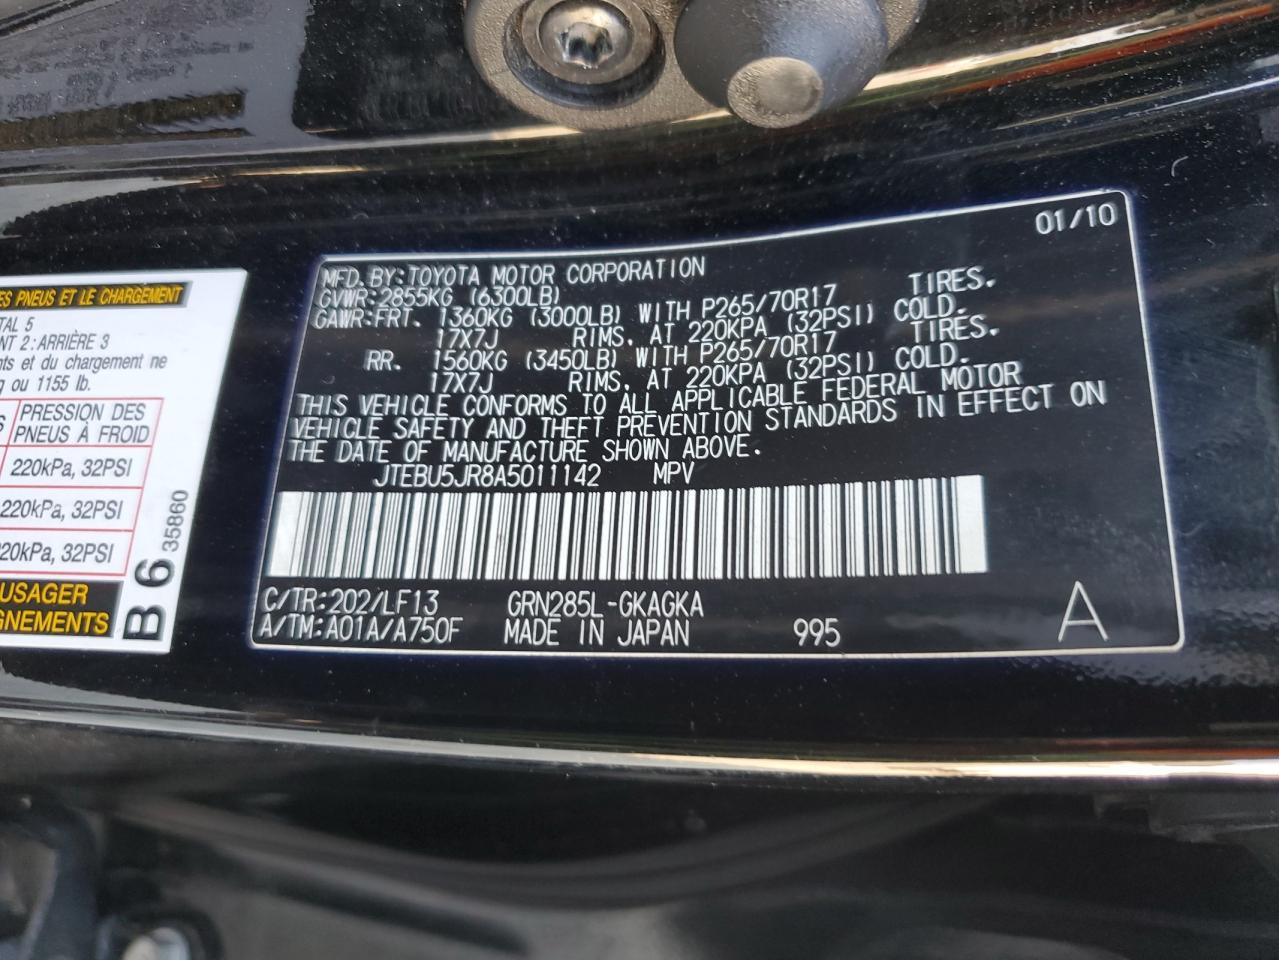 ES PNEUS ET LE CHARGEMENT
TAL 5
NT 2 : ARRIÈRE 3
nts et du chargement ne
g ou 1155 lb.
S PRESSION DES
PNEUS À FROID
220kPa, 32PSI
220kPa, 32PSI
20kPa, 32PSI
USAGER
GNEMENTS
B6
35860
01/10
MFD. BY: TOYOTA MOTOR CORPORATION
GVWR: 2855KG (6300LB)
GAWR: FRT. 1360KG (3000LB) WITH P265/70R17 TIRES.
17X7J RIMS. AT 220KPA (32PSI) COLD.
RR. 1560KG (3450LB) WITH P265/70R17 TIRES.
17X7J RIMS. AT 220KPA (32PSI) COLD.
THIS VEHICLE CONFORMS TO ALL APPLICABLE FEDERAL MOTOR
VEHICLE SAFETY AND THEFT PREVENTION STANDARDS IN EFFECT ON
THE DATE OF MANUFACTURE SHOWN ABOVE.
JTEBU5JR8A5011142 MPV
C/TR: 202/LF13 GRN285L-GKAGKA
A/TM: A01A/A750F MADE IN JAPAN 995 A